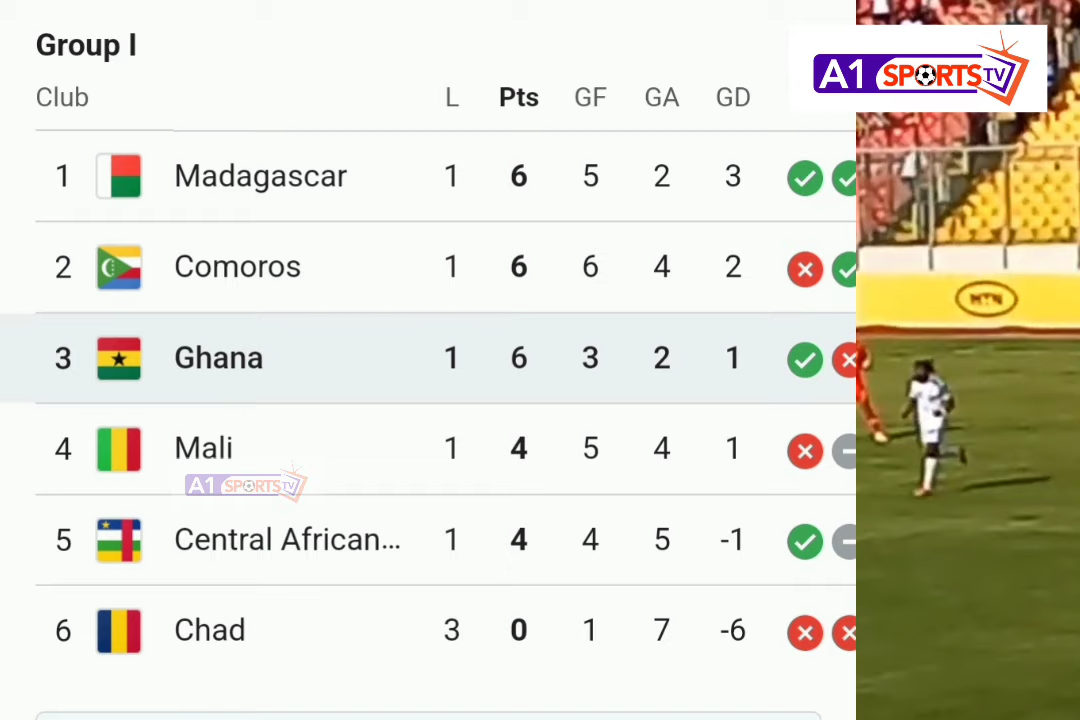 Group I
A1 SPORTS TV
Club L Pts GF GA GD
1 Madagascar 1 6 5 2 3
2 Comoros 1 6 6 4 2
MTN
3 Ghana 1 6 3 2 1
4 Mali 1 4 5 4 1
A1 SPORTS TV
5 Central African... 1 4 4 5 -1
6 Chad 3 0 1 7 -6